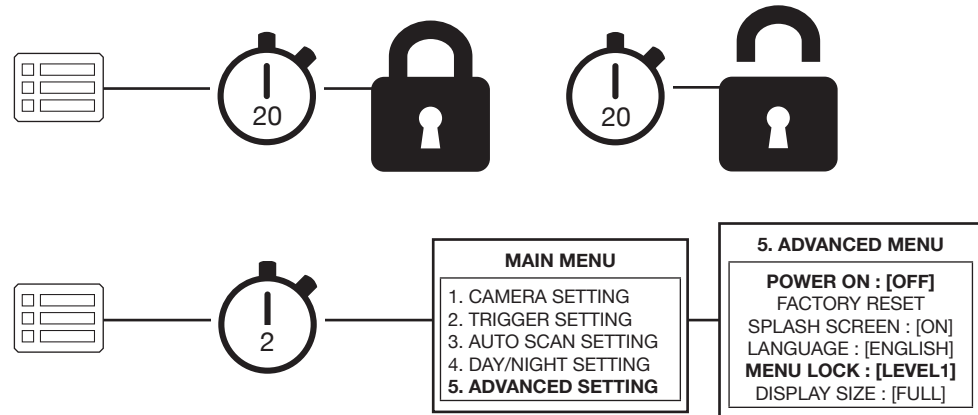 20
20
2
MAIN MENU
1. CAMERA SETTING
2. TRIGGER SETTING
3. AUTO SCAN SETTING
4. DAY/NIGHT SETTING
5. ADVANCED SETTING
5. ADVANCED MENU
POWER ON : [OFF]
FACTORY RESET
SPLASH SCREEN : [ON]
LANGUAGE : [ENGLISH]
MENU LOCK : [LEVEL1]
DISPLAY SIZE : [FULL]